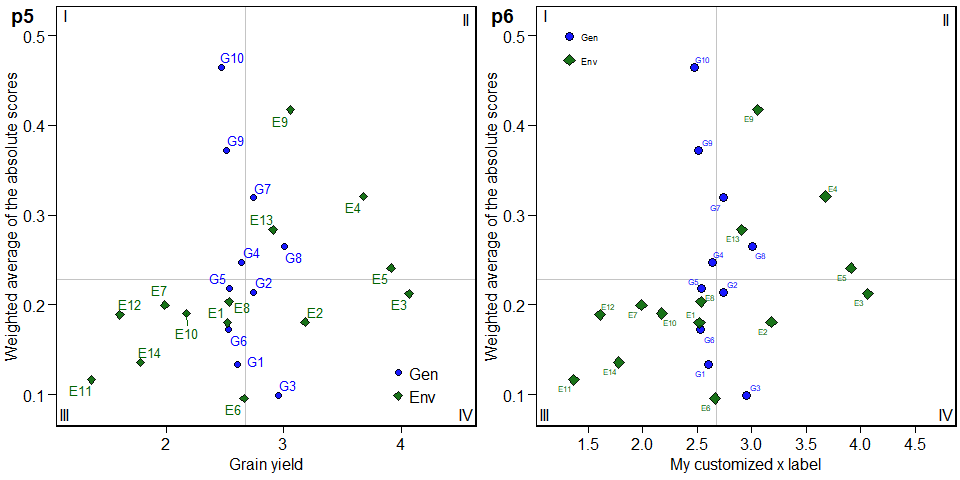 p5
I
II
0.5
0.4
0.3
0.2
0.1
Weighted average of the absolute scores
G10
E9
G9
G7
E4
E13
G4
G8
G5
G2
E5
E7
E12
E1
E8
E2
E3
E10
G6
E14
G1
E11
G3
E6
Gen
Env
III
IV
2
3
4
Grain yield
p6
I
II
Gen
Env
0.5
0.4
0.3
0.2
0.1
Weighted average of the absolute scores
G10
E9
G9
E4
G7
E13
G4
G8
G5
G2
E5
E8
E3
E12
E7
E10
E1
E2
G6
E14
G1
E11
G3
E6
III
IV
1.5
2.0
2.5
3.0
3.5
4.0
4.5
My customized x label